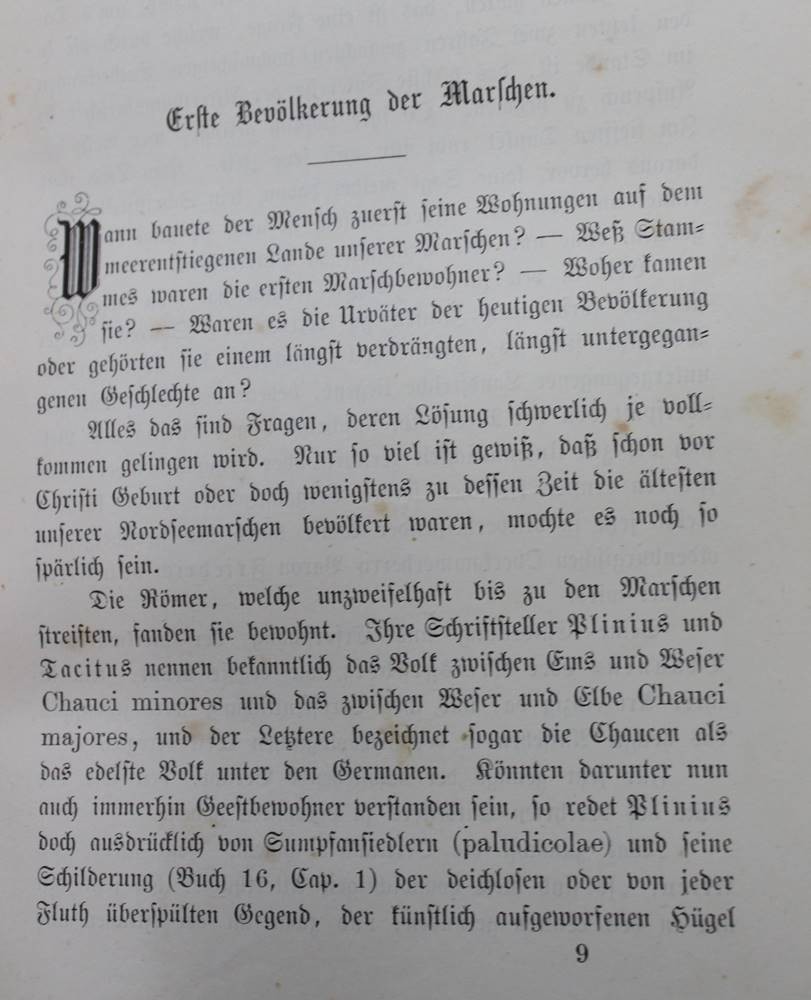 Erste Bevölkerung der Marschen.
Wann bauete der Mensch zuerst seine Wohnungen auf dem
meerentstiegenen Lande unserer Marschen? — Weß Stam-
mes waren die ersten Marschbewohner? — Woher kamen
sie? — Waren es die Urväter der heutigen Bevölkerung
oder gehörten sie einem längst verdrängten, längst untergegan-
genen Geschlechte an?
Alles das sind Fragen, deren Lösung schwerlich je voll-
kommen gelingen wird. Nur so viel ist gewiß, daß schon vor
Christi Geburt oder doch wenigstens zu dessen Zeit die ältesten
unserer Nordseemarschen bevölkert waren, mochte es noch so
spärlich sein.
Die Römer, welche unzweifelhaft bis zu den Marschen
streiften, fanden sie bewohnt. Ihre Schriftsteller Plinius und
Tacitus nennen bekanntlich das Volk zwischen Ems und Weser
Chauci minores und das zwischen Weser und Elbe Chauci
majores, und der Letztere bezeichnet sogar die Chaucen als
das edelste Volk unter den Germanen. Könnten darunter nun
auch immerhin Geestbewohner verstanden sein, so redet Plinius
doch ausdrücklich von Sumpfansiedlern (paludicolae) und seine
Schilderung (Buch 16, Cap. 1) der deichlosen oder von jeder
Fluth überspülten Gegend, der künstlich aufgeworfenen Hügel
9